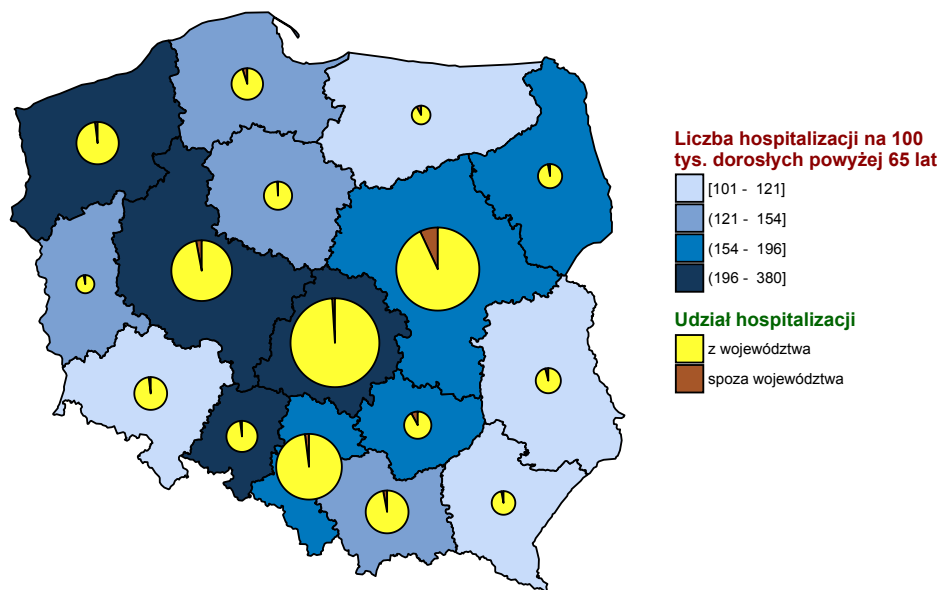 Liczba hospitalizacji na 100
tys. dorosłych powyżej 65 lat
[101 - 121]
(121 - 154]
(154 - 196]
(196 - 380]
Udział hospitalizacji
z województwa
spoza województwa